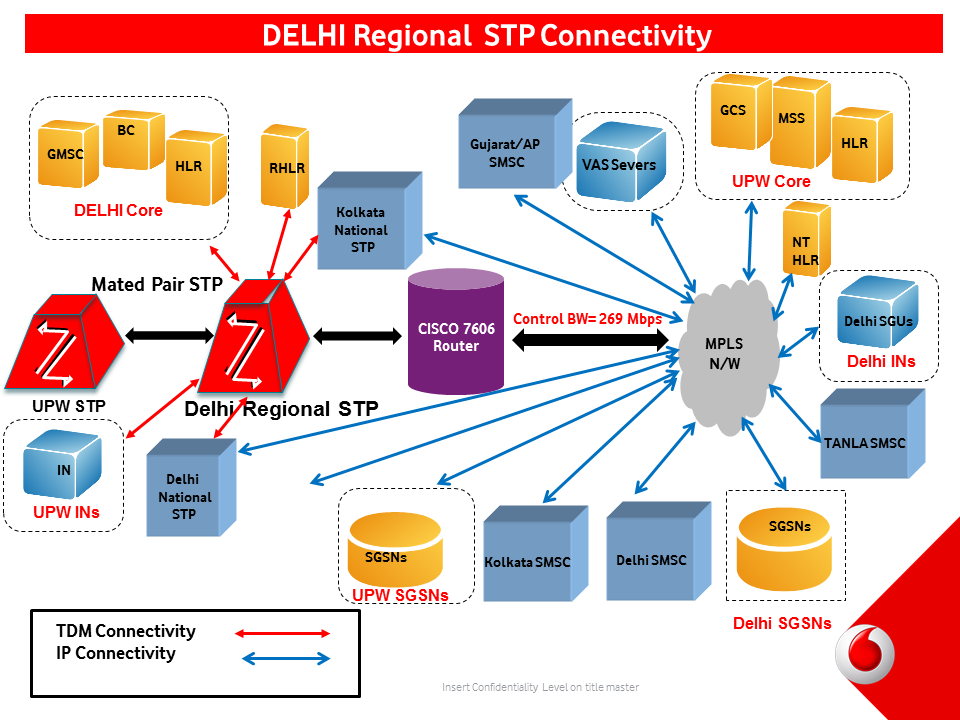 DELHI Regional STP Connectivity
GMSC
BC
HLR
DELHI Core
RHLR
Kolkata
National
STP
Gujarat/AP
SMSC
VAS Severs
GCS
MSS
HLR
UPW Core
NT
HLR
Mated Pair STP
UPW STP
Delhi Regional STP
CISCO 7606
Router
Control BW= 269 Mbps
MPLS
N/W
Delhi SGUs
Delhi INs
TANLA SMSC
IN
UPW INs
Delhi
National
STP
SGSNs
UPW SGSNs
Kolkata SMSC
Delhi SMSC
SGSNs
Delhi SGSNs
TDM Connectivity
IP Connectivity
Insert Confidentiality Level on title master